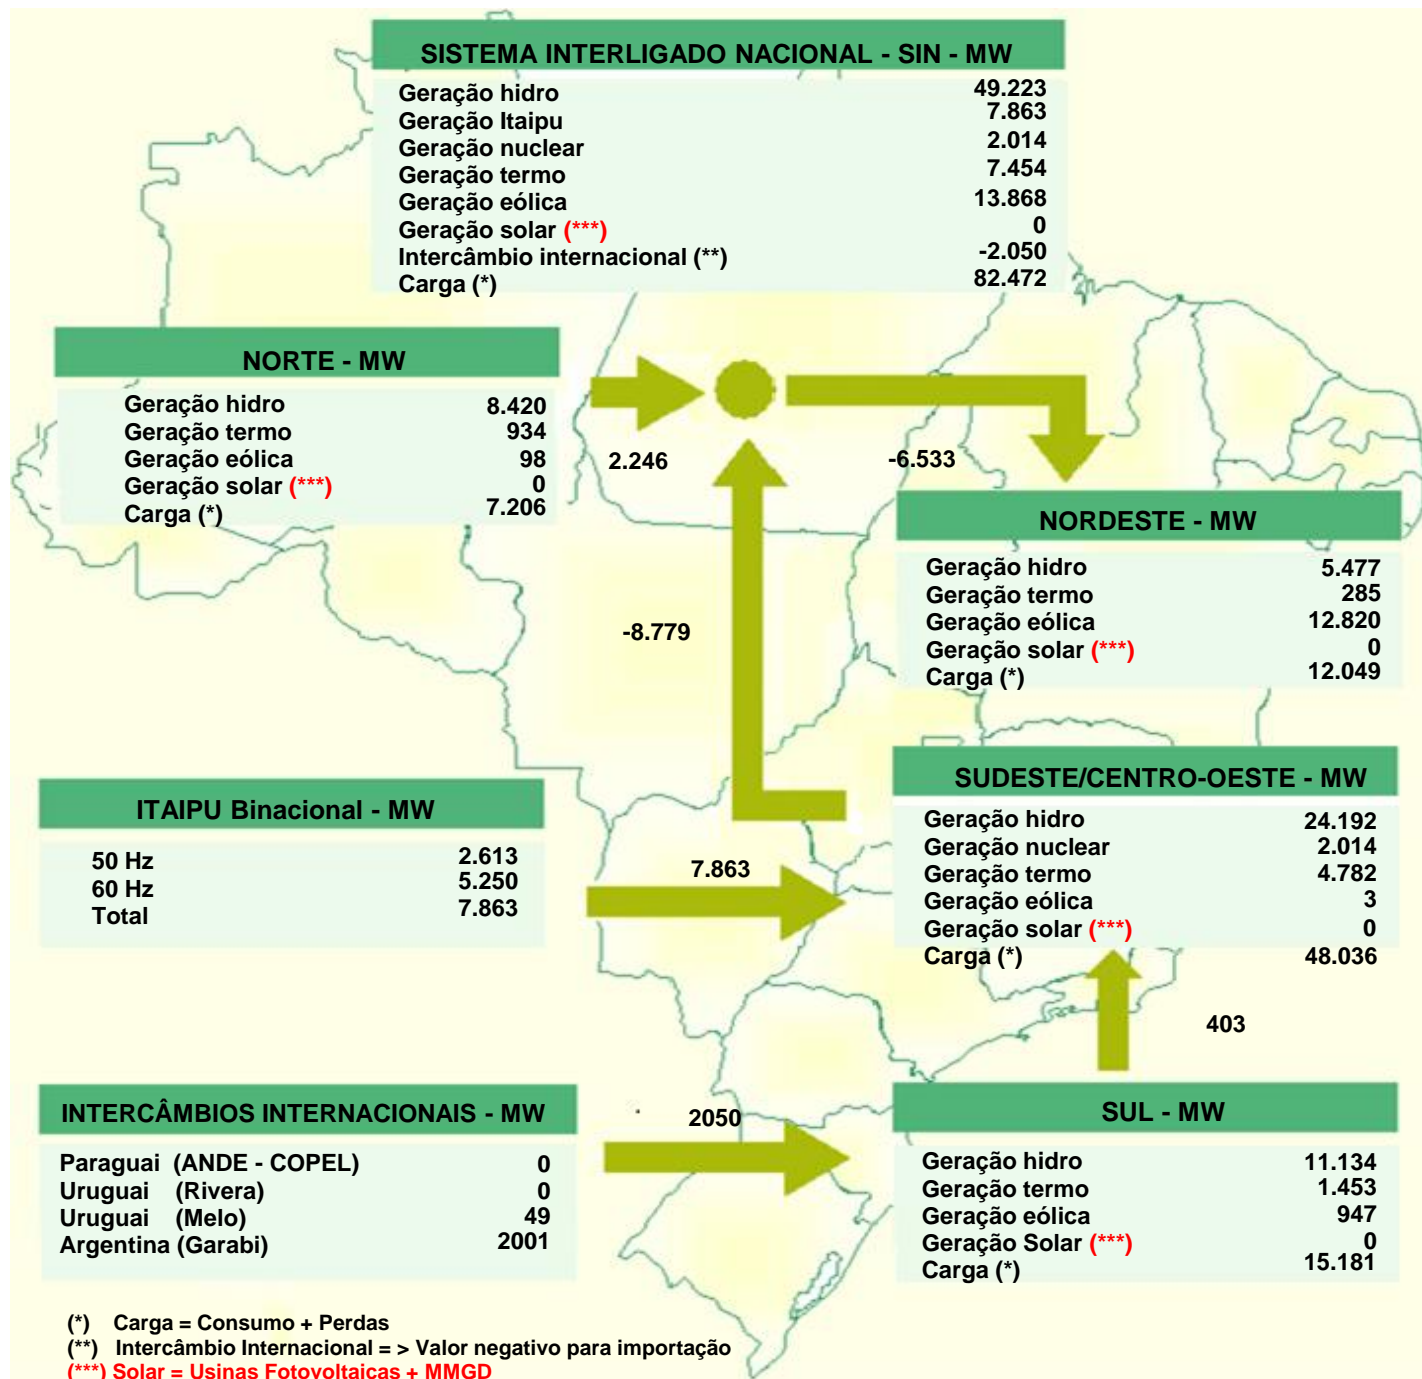 SISTEMA INTERLIGADO NACIONAL - SIN - MW
Geração hidro 49.223
Geração Itaipu 7.863
Geração nuclear 2.014
Geração termo 7.454
Geração eólica 13.868
Geração solar (***) 0
Intercâmbio internacional (**) -2.050
Carga (*) 82.472
NORTE - MW
Geração hidro 8.420
Geração termo 934
Geração eólica 98
Geração solar (***) 0
Carga (*) 7.206
2.246
-6.533
NORDESTE - MW
Geração hidro 5.477
Geração termo 285
Geração eólica 12.820
Geração solar (***) 0
Carga (*) 12.049
-8.779
SUDESTE/CENTRO-OESTE - MW
Geração hidro 24.192
Geração nuclear 2.014
Geração termo 4.782
Geração eólica 3
Geração solar (***) 0
Carga (*) 48.036
ITAIPU Binacional - MW
50 Hz 2.613
60 Hz 5.250
Total 7.863
7.863
403
INTERCÂMBIOS INTERNACIONAIS - MW
Paraguai (ANDE - COPEL) 0
Uruguai (Rivera) 0
Uruguai (Melo) 49
Argentina (Garabi) 2001
2050
SUL - MW
Geração hidro 11.134
Geração termo 1.453
Geração eólica 947
Geração Solar (***) 0
Carga (*) 15.181
(*) Carga = Consumo + Perdas
(**) Intercâmbio Internacional = > Valor negativo para importação
(***) Solar = Usinas Fotovoltaicas + MMGD